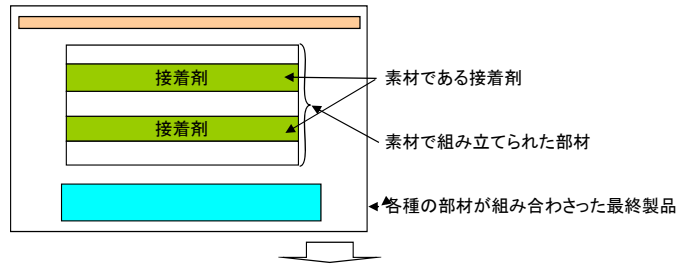 接着剤
素材である接着剤
接着剤
素材で組み立てられた部材
各種の部材が組み合わさった最終製品